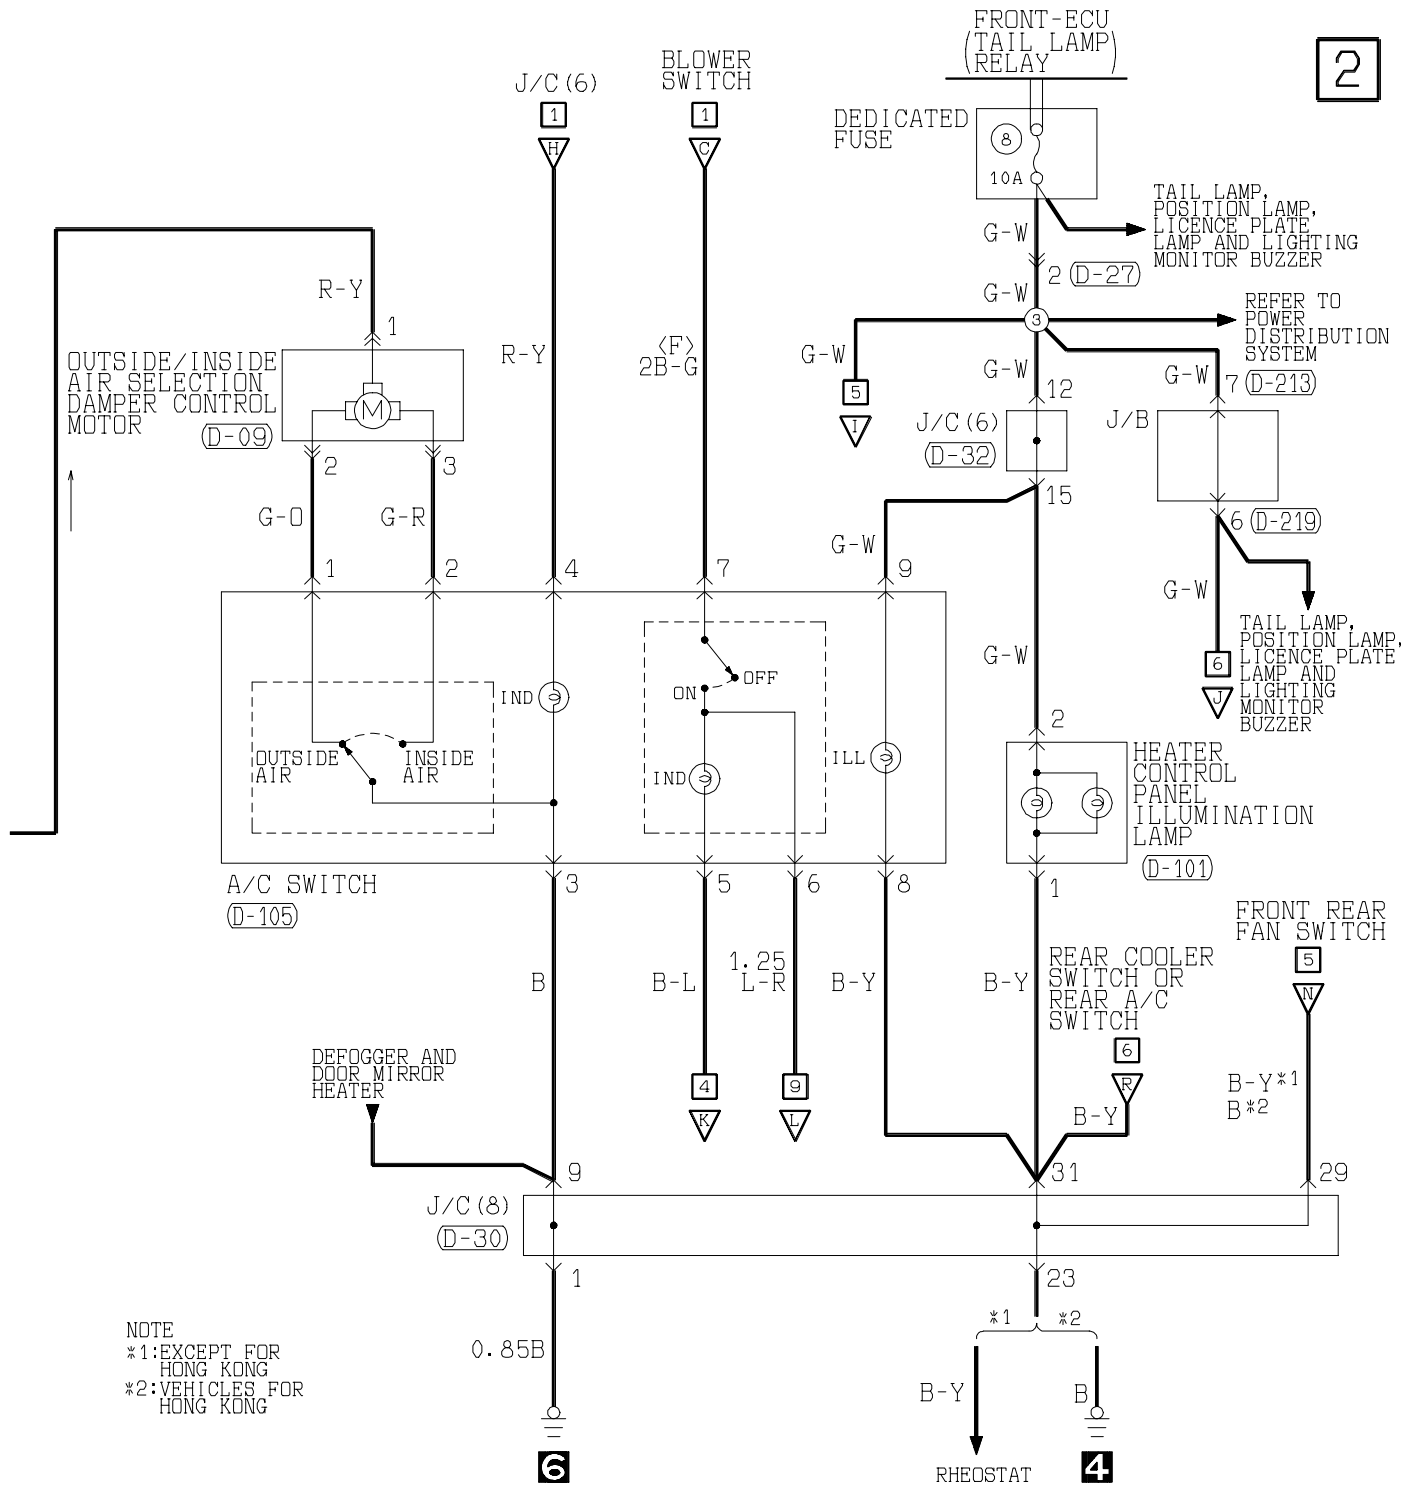 FRONT-ECU
(TAIL LAMP)
RELAY
2
BLOWER
SWITCH
J/C(6)
1
1
H
C
DEDICATED
FUSE
8
10A
TAIL LAMP,
POSITION LAMP,
LICENCE PLATE
LAMP AND LIGHTING
MONITOR BUZZER
G-W
2
D-27
G-W
R-Y
REFER TO
POWER
DISTRIBUTION
SYSTEM
3
1
<F>
2B-G
R-Y
G-W
G-W
G-W
7
D-213
OUTSIDE/INSIDE
AIR SELECTION
DAMPER CONTROL
MOTOR
D-09
M
5
I
12
J/C(6)
D-32
J/B
2
3
15
G-O
G-R
6
D-219
G-W
1
2
4
7
9
G-W
TAIL LAMP,
POSITION LAMP,
LICENCE PLATE
LAMP AND
LIGHTING
MONITOR
BUZZER
G-W
6
J
OFF
ON
IND
2
OUTSIDE
AIR
INSIDE
AIR
IND
ILL
HEATER
CONTROL
PANEL
ILLUMINATION
LAMP
D-101
A/C SWITCH
D-105
3
5
6
8
1
FRONT REAR
FAN SWITCH
5
N
B
B-L
1.25
L-R
B-Y
B-Y
REAR COOLER
SWITCH OR
REAR A/C
SWITCH
6
R
DEFOGGER AND
DOOR MIRROR
HEATER
4
K
9
L
B-Y
B-Y*1
B*2
9
31
29
J/C(8)
D-30
1
23
*1
*2
NOTE
*1:EXCEPT FOR
HONG KONG
*2:VEHICLES FOR
HONG KONG
0.85B
B-Y
B
6
RHEOSTAT
4